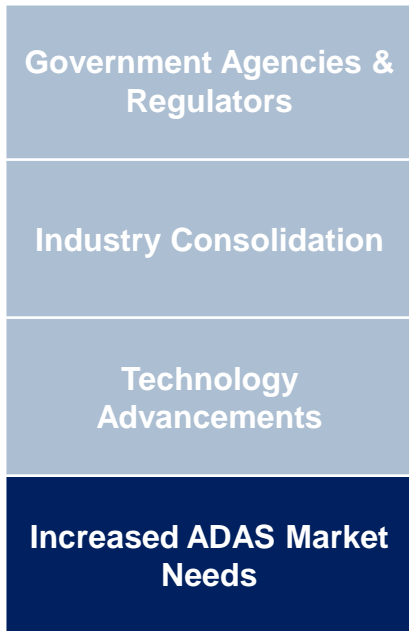 Government Agencies &
Regulators
Industry Consolidation
Technology
Advancements
Increased ADAS Market
Needs